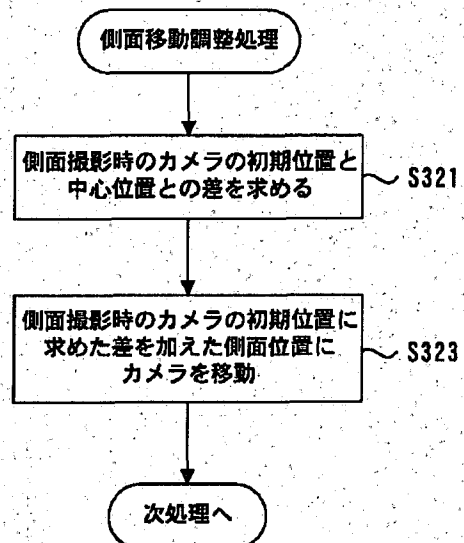 側面移動調整処理
側面撮影時のカメラの初期位置と
中心位置との差を求める
S321
側面撮影時のカメラの初期位置に
求めた差を加えた側面位置に
カメラを移動
S323
次処理へ